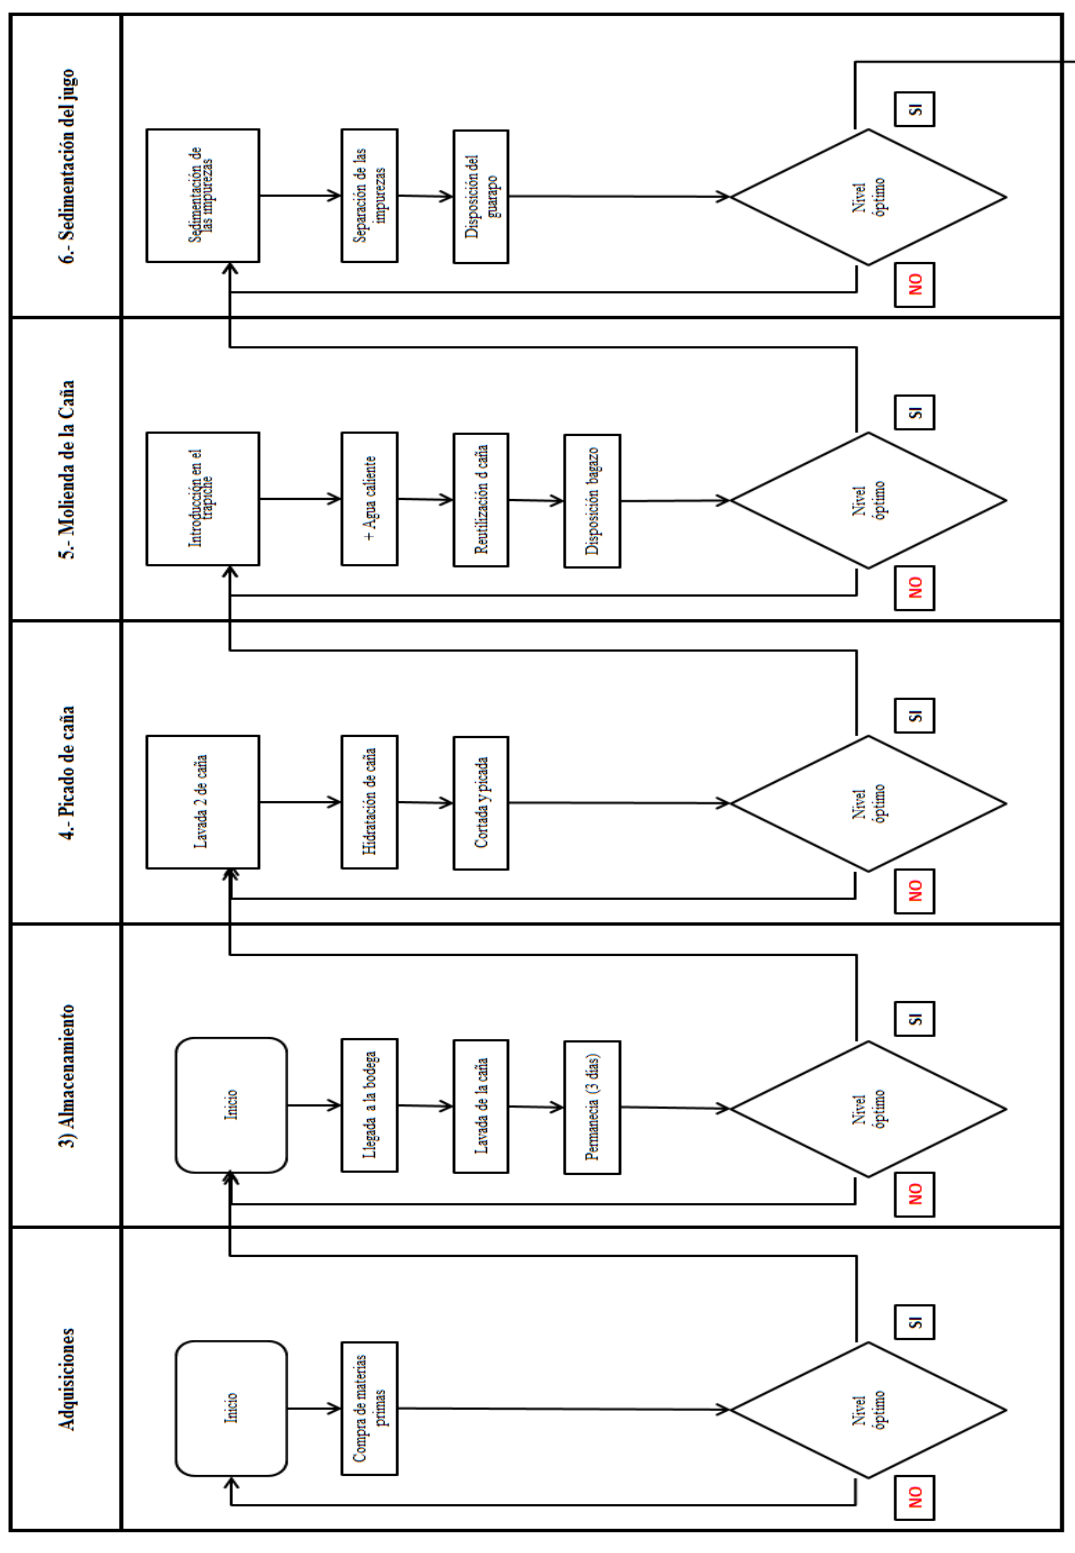 Adquisiciones
Inicio
Compra de materias
primas
Nivel
óptimo
NO
SI
3) Almacenamiento
Inicio
Llegada a la bodega
Lavada de la caña
Permanecia (3 días)
Nivel
óptimo
NO
SI
4.- Picado de caña
Lavada 2 de caña
Hidratación de caña
Cortada y picada
Nivel
óptimo
NO
SI
5.- Molienda de la Caña
Introducción en el
trapiche
+ Agua caliente
Reutilización d caña
Disposición bagazo
Nivel
óptimo
NO
SI
6.- Sedimentación del jugo
Sedimentación de
las impurezas
Separación de las
impurezas
Disposición del
guarapo
Nivel
óptimo
NO
SI